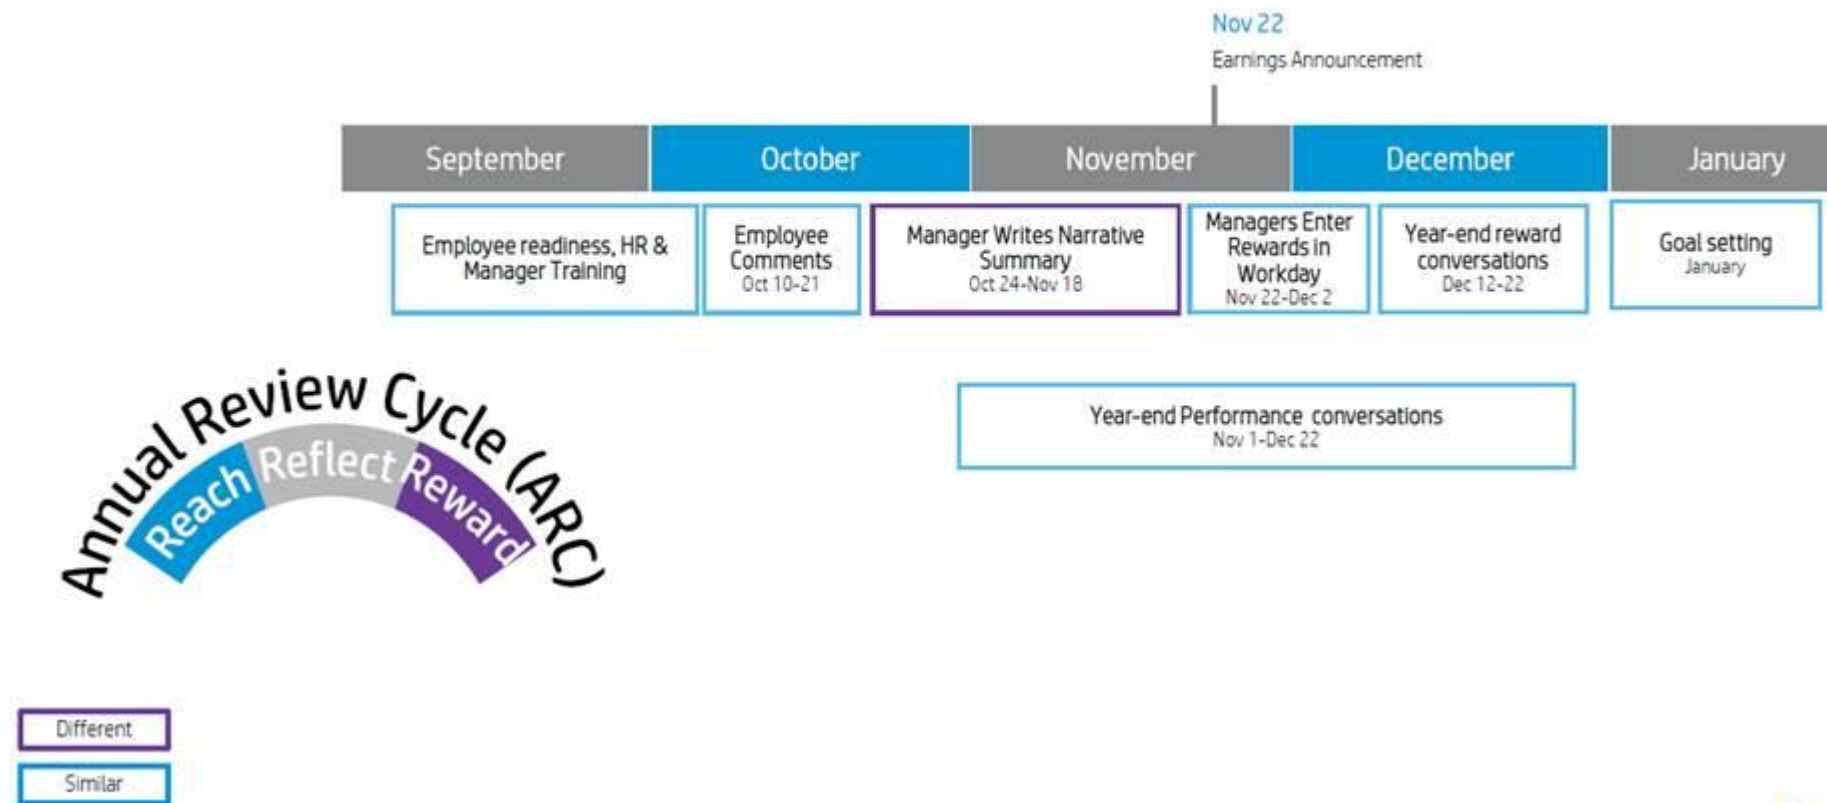 Nov 22
Earnings Announcement
September
October
November
December
January
Employee readiness, HR &
Manager Training
Employee
Comments
Oct 10-21
Manager Writes Narrative
Summary
Oct 24-Nov 18
Managers Enter
Rewards in
Workday
Nov 22-Dec 2
Year-end reward
conversations
Dec 12-22
Goal setting
January
Year-end Performance conversations
Nov 1-Dec 22
Annual Review Cycle (ARC)
Reach
Reflect
Reward
Different
Similar